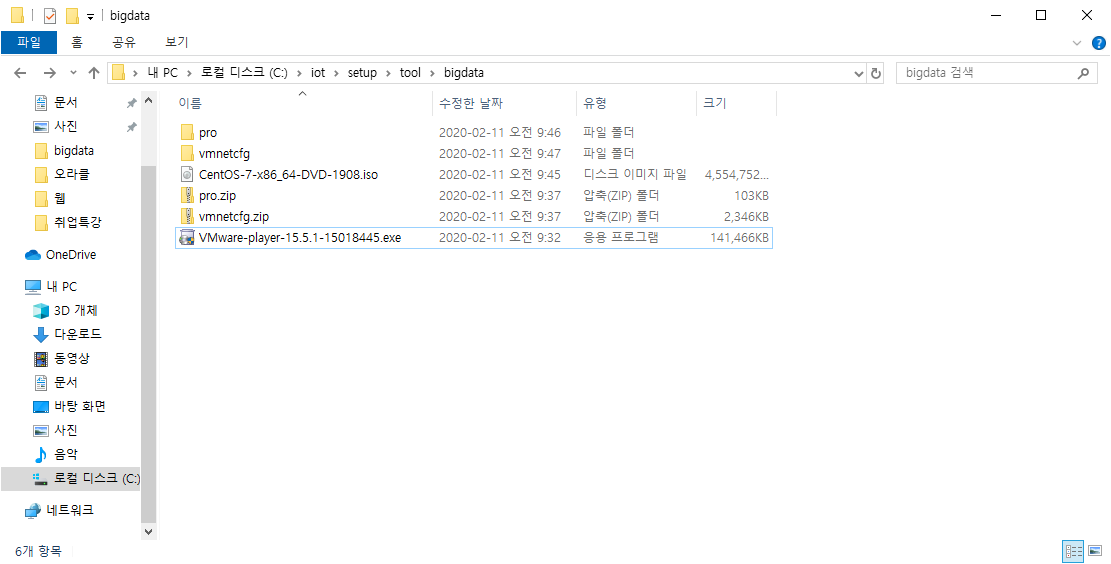 bigdata
파일 홈 공유 보기
내 PC › 로컬 디스크 (C:) › iot › setup › tool › bigdata
bigdata 검색
문서
사진
bigdata
오라클
웹
취업특강
OneDrive
내 PC
3D 개체
다운로드
동영상
문서
바탕 화면
사진
음악
로컬 디스크 (C:)
네트워크
이름 수정한 날짜 유형 크기
pro 2020-02-11 오전 9:46 파일 폴더
vmnetcfg 2020-02-11 오전 9:47 파일 폴더
CentOS-7-x86_64-DVD-1908.iso 2020-02-11 오전 9:45 디스크 이미지 파일 4,554,752...
pro.zip 2020-02-11 오전 9:37 압축(ZIP) 폴더 103KB
vmnetcfg.zip 2020-02-11 오전 9:37 압축(ZIP) 폴더 2,346KB
VMware-player-15.5.1-15018445.exe 2020-02-11 오전 9:32 응용 프로그램 141,466KB
6개 항목